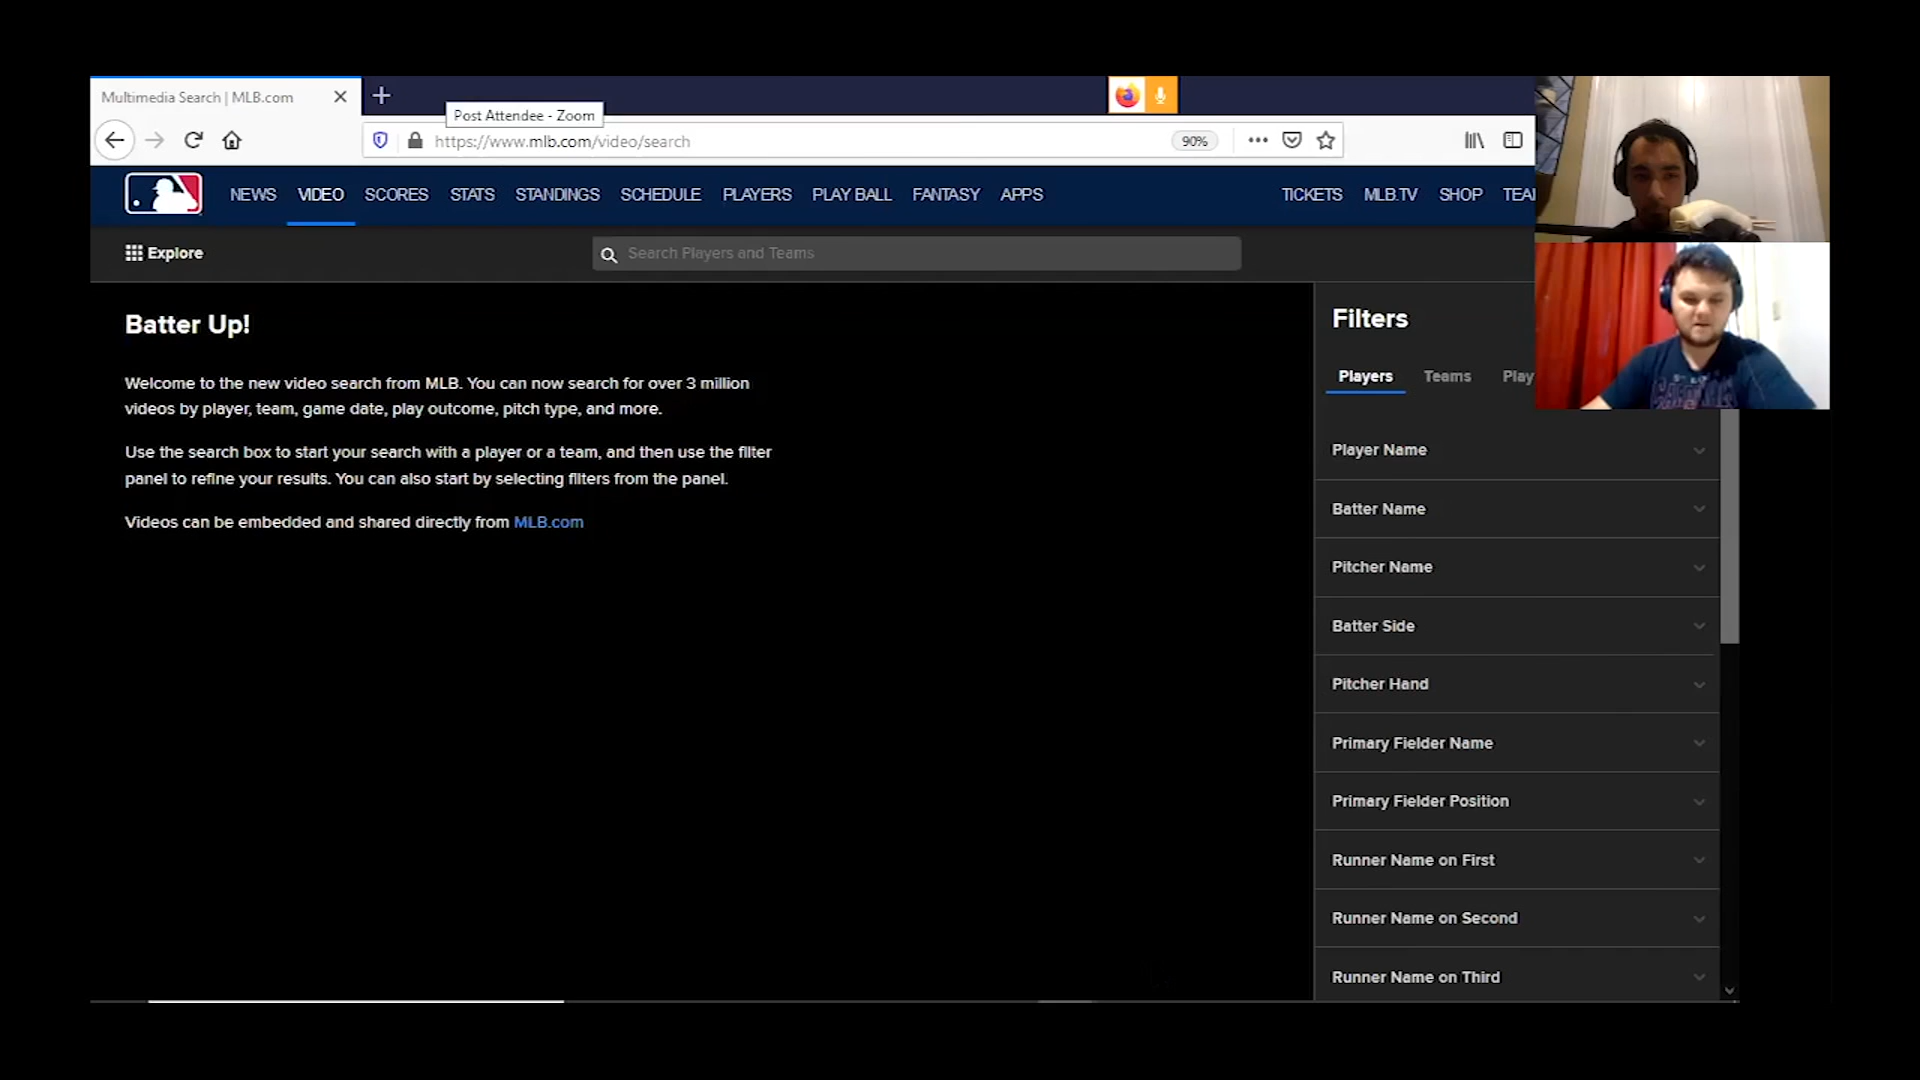 Multimedia Search | MLB.com
Post Attendee - Zoom
https://www.mlb.com/video/search
90%
NEWS VIDEO SCORES STATS STANDINGS SCHEDULE PLAYERS PLAY BALL FANTASY APPS TICKETS MLB.TV SHOP TEA
Explore
Search Players and Teams
Batter Up!
Welcome to the new video search from MLB. You can now search for over 3 million
videos by player, team, game date, play outcome, pitch type, and more.
Use the search box to start your search with a player or a team, and then use the filter
panel to refine your results. You can also start by selecting filters from the panel.
Videos can be embedded and shared directly from MLB.com
Filters
Players Teams Play
Player Name
Batter Name
Pitcher Name
Batter Side
Pitcher Hand
Primary Fielder Name
Primary Fielder Position
Runner Name on First
Runner Name on Second
Runner Name on Third